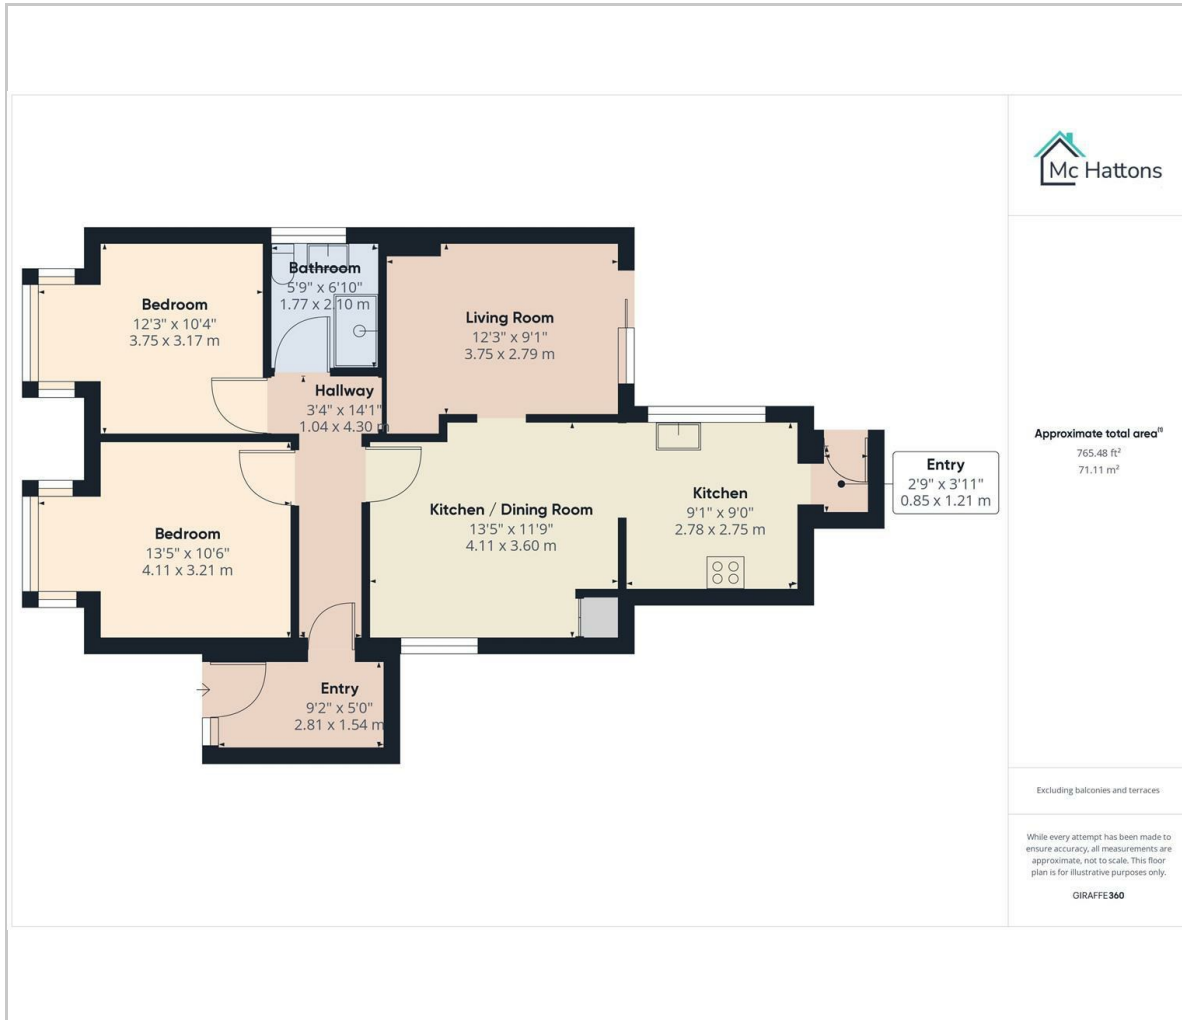 Mc Hattons
Bedroom
12'3" x 10'4"
3.75 x 3.17 m
Bathroom
5'9" x 6'10"
1.77 x 2.10 m
Living Room
12'3" x 9'1"
3.75 x 2.79 m
Hallway
3'4" x 14'1"
1.04 x 4.30 m
Bedroom
13'5" x 10'6"
4.11 x 3.21 m
Kitchen / Dining Room
13'5" x 11'9"
4.11 x 3.60 m
Kitchen
9'1" x 9'0"
2.78 x 2.75 m
Entry
2'9" x 3'11"
0.85 x 1.21 m
Entry
9'2" x 5'0"
2.81 x 1.54 m
Approximate total area⁽¹⁾
765.48 ft²
71.11 m²
Excluding balconies and terraces
While every attempt has been made to
ensure accuracy, all measurements are
approximate, not to scale. This floor
plan is for illustrative purposes only.
GIRAFFE360